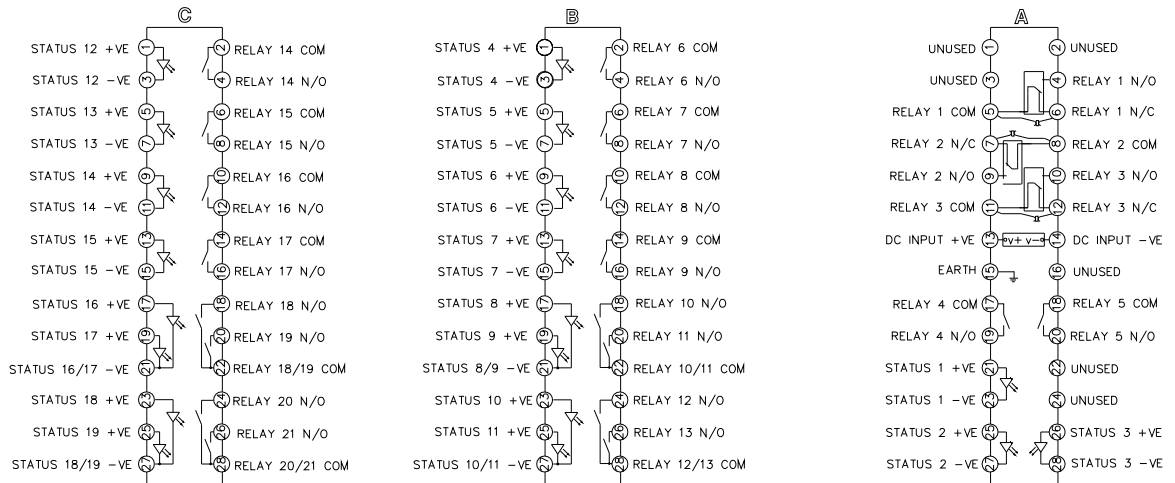 C
STATUS 12 +VE 1 2 RELAY 14 COM
STATUS 12 −VE 3 4 RELAY 14 N/O
STATUS 13 +VE 5 6 RELAY 15 COM
STATUS 13 −VE 7 8 RELAY 15 N/O
STATUS 14 +VE 9 10 RELAY 16 COM
STATUS 14 −VE 11 12 RELAY 16 N/O
STATUS 15 +VE 13 14 RELAY 17 COM
STATUS 15 −VE 15 16 RELAY 17 N/O
STATUS 16 +VE 17 18 RELAY 18 N/O
STATUS 17 +VE 19 20 RELAY 19 N/O
STATUS 16/17 −VE 21 22 RELAY 18/19 COM
STATUS 18 +VE 23 24 RELAY 20 N/O
STATUS 19 +VE 25 26 RELAY 21 N/O
STATUS 18/19 −VE 27 28 RELAY 20/21 COM
B
STATUS 4 +VE 1 2 RELAY 6 COM
STATUS 4 −VE 3 4 RELAY 6 N/O
STATUS 5 +VE 5 6 RELAY 7 COM
STATUS 5 −VE 7 8 RELAY 7 N/O
STATUS 6 +VE 9 10 RELAY 8 COM
STATUS 6 −VE 11 12 RELAY 8 N/O
STATUS 7 +VE 13 14 RELAY 9 COM
STATUS 7 −VE 15 16 RELAY 9 N/O
STATUS 8 +VE 17 18 RELAY 10 N/O
STATUS 9 +VE 19 20 RELAY 11 N/O
STATUS 8/9 −VE 21 22 RELAY 10/11 COM
STATUS 10 +VE 23 24 RELAY 12 N/O
STATUS 11 +VE 25 26 RELAY 13 N/O
STATUS 10/11 −VE 27 28 RELAY 12/13 COM
A
UNUSED 1 2 UNUSED
UNUSED 3 4 RELAY 1 N/O
RELAY 1 COM 5 6 RELAY 1 N/C
RELAY 2 N/C 7 8 RELAY 2 COM
RELAY 2 N/O 9 10 RELAY 3 N/O
RELAY 3 COM 11 12 RELAY 3 N/C
DC INPUT +VE 13 V+ V− 14 DC INPUT −VE
EARTH 15 16 UNUSED
RELAY 4 COM 17 18 RELAY 5 COM
RELAY 4 N/O 19 20 RELAY 5 N/O
STATUS 1 +VE 21 22 UNUSED
STATUS 1 −VE 23 24 UNUSED
STATUS 2 +VE 25 26 STATUS 3 +VE
STATUS 2 −VE 27 28 STATUS 3 −VE